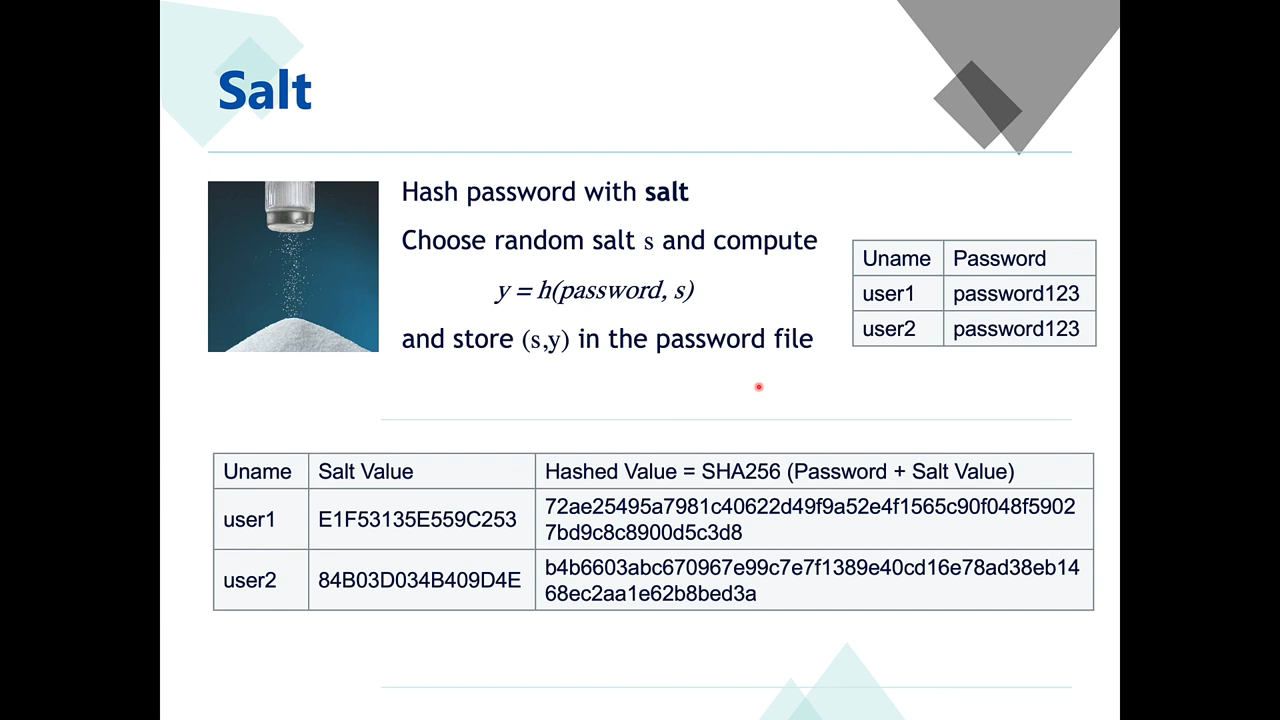 Salt
Hash password with salt
Choose random salt s and compute
y = h(password, s)
and store (s,y) in the password file
Uname Password
user1 password123
user2 password123
Uname Salt Value Hashed Value = SHA256 (Password + Salt Value)
user1 E1F53135E559C253 72ae25495a7981c40622d49f9a52e4f1565c90f048f5902
7bd9c8c8900d5c3d8
user2 84B03D034B409D4E b4b6603abc670967e99c7e7f1389e40cd16e78ad38eb14
68ec2aa1e62b8bed3a